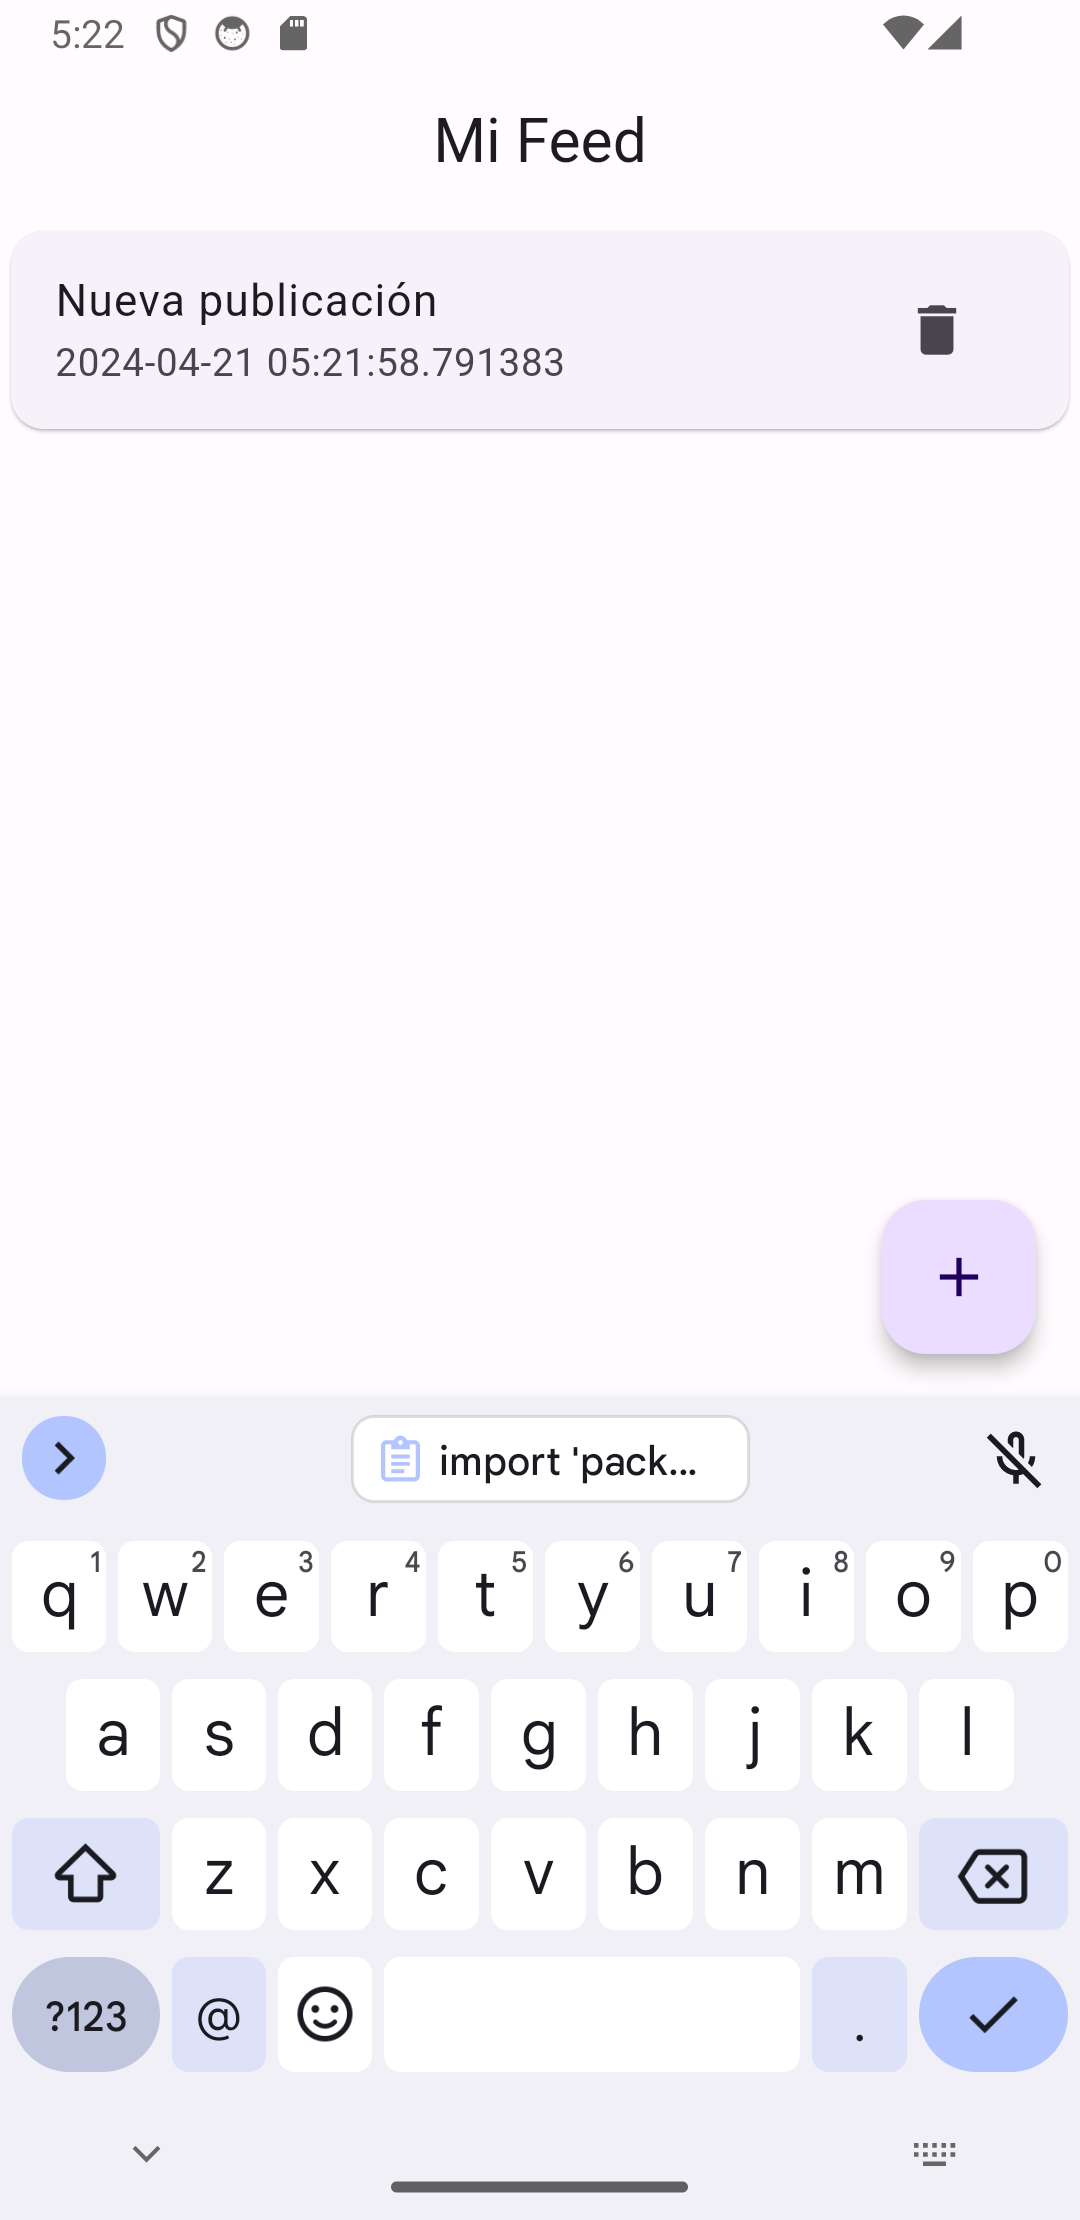 5:22
Mi Feed
Nueva publicación
2024-04-21 05:21:58.791383
import 'pack...
q 1 w 2 e 3 r 4 t 5 y 6 u 7 i 8 o 9 p 0
a s d f g h j k l
z x c v b n m
?123 @ .